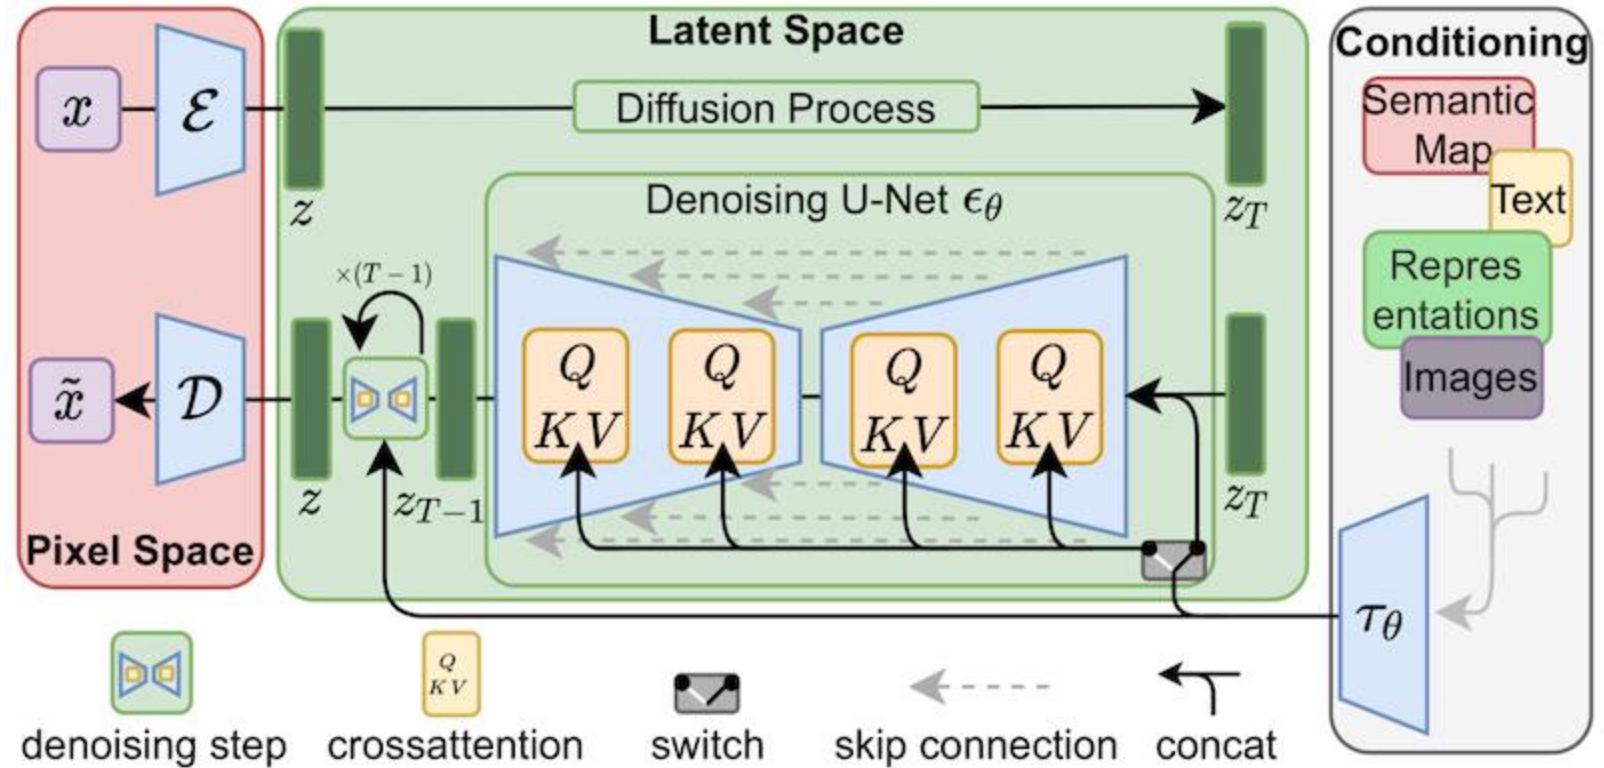 Latent Space
Conditioning
x
ℰ
Diffusion Process
z
z_T
Semantic
Map
Text
Denoising U-Net ϵ_θ
×(T − 1)
Repres
entations
Images
x̃
𝒟
z
z_{T−1}
Q
KV
Q
KV
Q
KV
Q
KV
z_T
Pixel Space
τ_θ
Q
KV
denoising step
crossattention
switch
skip connection
concat